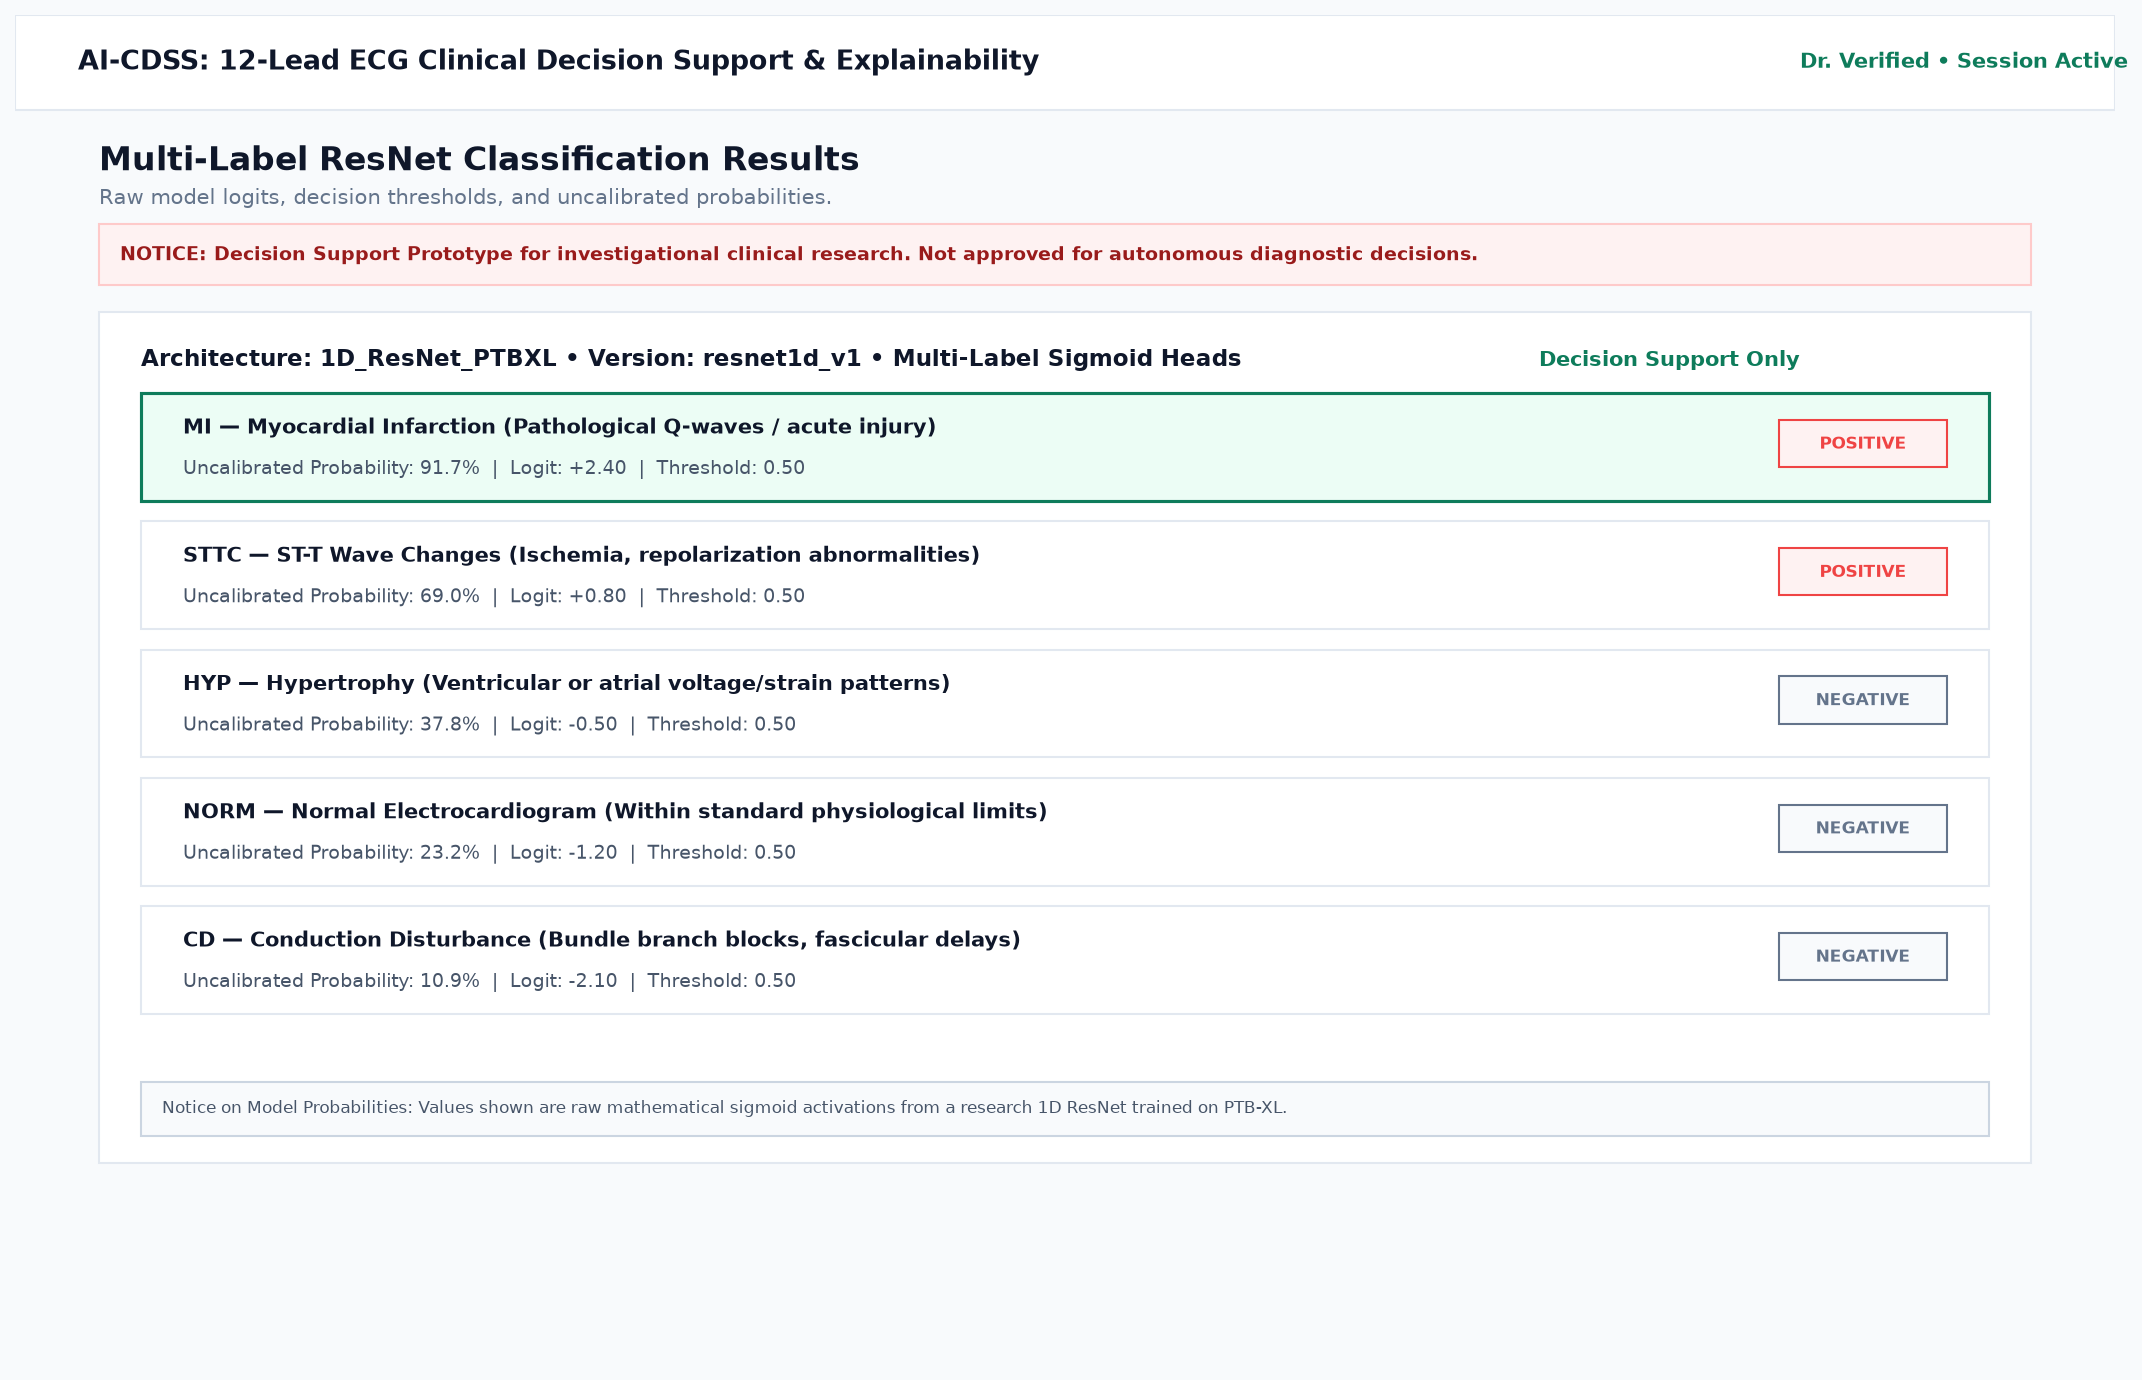 AI-CDSS: 12-Lead ECG Clinical Decision Support & Explainability
Dr. Verified • Session Active
Multi-Label ResNet Classification Results
Raw model logits, decision thresholds, and uncalibrated probabilities.
NOTICE: Decision Support Prototype for investigational clinical research. Not approved for autonomous diagnostic decisions.
Architecture: 1D_ResNet_PTBXL • Version: resnet1d_v1 • Multi-Label Sigmoid Heads
Decision Support Only
MI — Myocardial Infarction (Pathological Q-waves / acute injury)
Uncalibrated Probability: 91.7% | Logit: +2.40 | Threshold: 0.50
POSITIVE
STTC — ST-T Wave Changes (Ischemia, repolarization abnormalities)
Uncalibrated Probability: 69.0% | Logit: +0.80 | Threshold: 0.50
POSITIVE
HYP — Hypertrophy (Ventricular or atrial voltage/strain patterns)
Uncalibrated Probability: 37.8% | Logit: -0.50 | Threshold: 0.50
NEGATIVE
NORM — Normal Electrocardiogram (Within standard physiological limits)
Uncalibrated Probability: 23.2% | Logit: -1.20 | Threshold: 0.50
NEGATIVE
CD — Conduction Disturbance (Bundle branch blocks, fascicular delays)
Uncalibrated Probability: 10.9% | Logit: -2.10 | Threshold: 0.50
NEGATIVE
Notice on Model Probabilities: Values shown are raw mathematical sigmoid activations from a research 1D ResNet trained on PTB-XL.